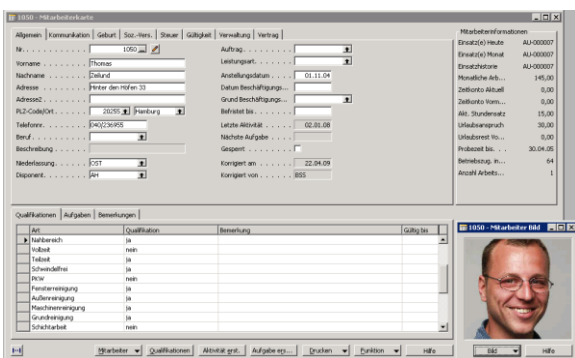 1050 - Mitarbeiterkarte
Allgemein Kommunikation Geburt Soz.-Vers. Steuer Gültigkeit Verwaltung Vertrag
Nr. 1050
Vorname Thomas
Nachname Zeilund
Adresse Hinter den Höfen 33
Adresse2
PLZ-Code/Ort 20255 Hamburg
Telefonnr. 040/236955
Beruf
Beschreibung
Niederlassung OST
Disponent AH
Auftrag
Leistungsart
Anstellungsdatum 01.11.04
Datum Beschäftigungs...
Grund Beschäftigungs...
Befristet bis
Letzte Aktivität 02.01.08
Nächste Aufgabe
Gesperrt
Korrigiert am 22.04.09
Korrigiert von BSS
Mitarbeiterinformationen
Einsatz(e) Heute AU-000007
Einsatz(e) Monat AU-000007
Einsatzhistorie AU-000007
Monatliche Arb... 145,00
Zeitkonto Aktuell 0,00
Zeitkonto Vorm... 0,00
Akt. Stundensatz 15,00
Urlaubsanspruch 30,00
Urlaubsrest Vo... 0,00
Probezeit bis. 30.04.05
Betriebszug. in... 64
Anzahl Arbeits... 1
Qualifikationen Aufgaben Bemerkungen
Art Qualifikation Bemerkung Gültig bis
Nahbereich ja
Vollzeit nein
Teilzeit ja
Schwindelfrei ja
PKW nein
Fensterreinigung ja
Außenreinigung ja
Maschinenreinigung ja
Grundreinigung ja
Schichtarbeit nein
1050 - Mitarbeiter Bild
Bild Hilfe
Mitarbeiter Qualifikationen Aktivität erst. Aufgabe ers... Drucken Funktion Hilfe